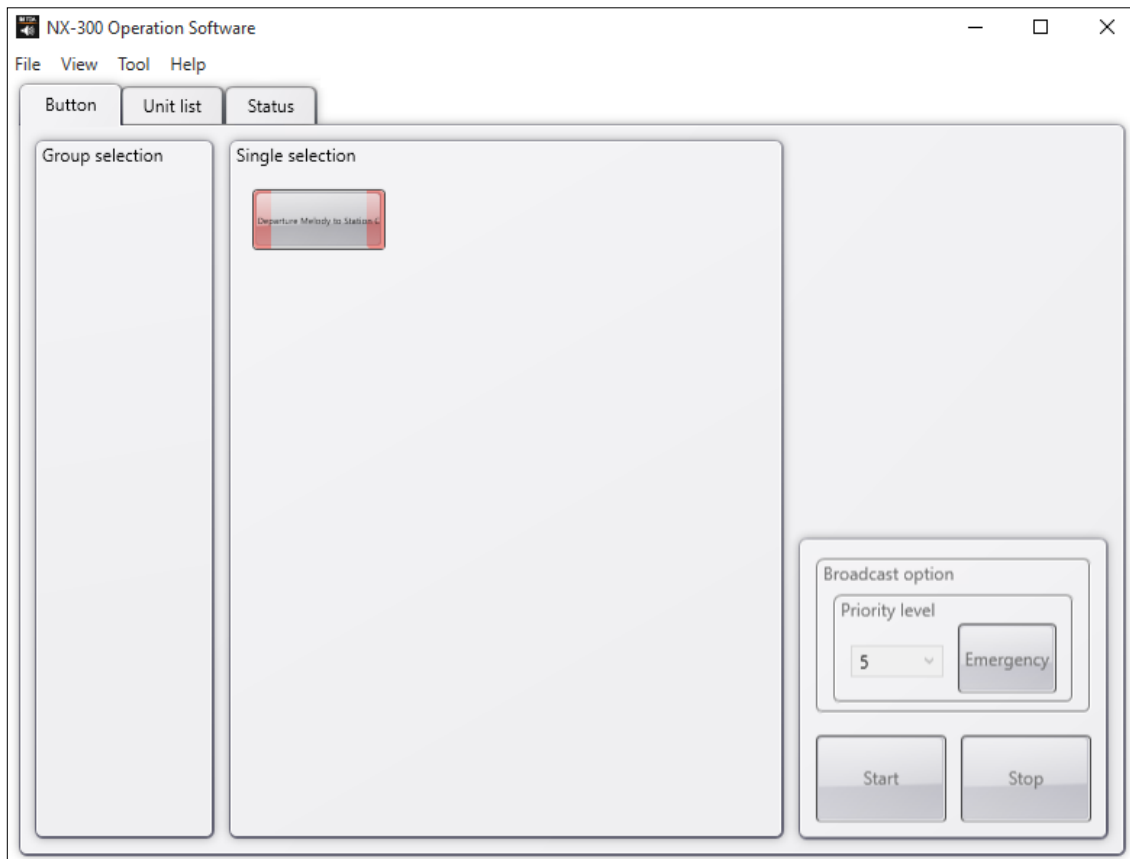 NX-300 Operation Software
File View Tool Help
Button Unit list Status
Group selection
Single selection
Departure Melody to Station
Broadcast option
Priority level
5
Emergency
Start
Stop